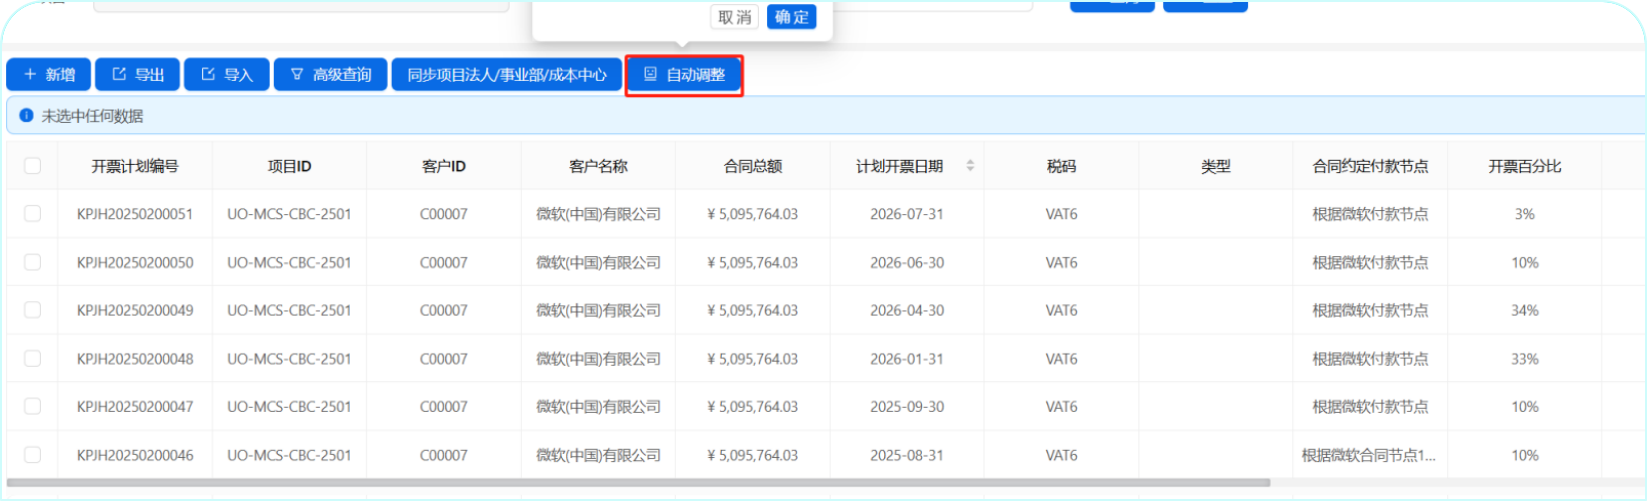 取消 确定
新增 导出 导入 高级查询 同步项目法人/事业部/成本中心 自动调整
未选中任何数据
开票计划编号 项目ID 客户ID 客户名称 合同总额 计划开票日期 税码 类型 合同约定付款节点 开票百分比
KPJH20250200051 UO-MCS-CBC-2501 C00007 微软(中国)有限公司 ¥ 5,095,764.03 2026-07-31 VAT6 根据微软付款节点 3%
KPJH20250200050 UO-MCS-CBC-2501 C00007 微软(中国)有限公司 ¥ 5,095,764.03 2026-06-30 VAT6 根据微软付款节点 10%
KPJH20250200049 UO-MCS-CBC-2501 C00007 微软(中国)有限公司 ¥ 5,095,764.03 2026-04-30 VAT6 根据微软付款节点 34%
KPJH20250200048 UO-MCS-CBC-2501 C00007 微软(中国)有限公司 ¥ 5,095,764.03 2026-01-31 VAT6 根据微软付款节点 33%
KPJH20250200047 UO-MCS-CBC-2501 C00007 微软(中国)有限公司 ¥ 5,095,764.03 2025-09-30 VAT6 根据微软付款节点 10%
KPJH20250200046 UO-MCS-CBC-2501 C00007 微软(中国)有限公司 ¥ 5,095,764.03 2025-08-31 VAT6 根据微软合同节点1... 10%